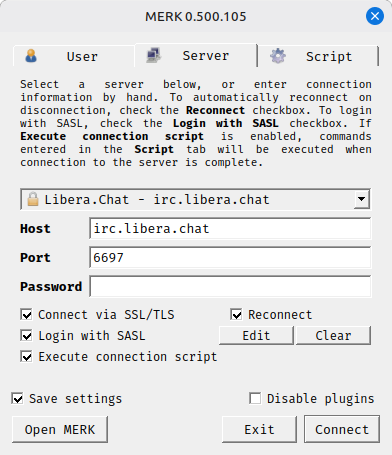 MERK 0.500.105
User Server Script
Select a server below, or enter connection
information by hand. To automatically reconnect on
disconnection, check the Reconnect checkbox. To login
with SASL, check the Login with SASL checkbox. If
Execute connection script is enabled, commands
entered in the Script tab will be executed when
connection to the server is complete.
Libera.Chat - irc.libera.chat
Host irc.libera.chat
Port 6697
Password
Connect via SSL/TLS Reconnect
Login with SASL Edit Clear
Execute connection script
Save settings Disable plugins
Open MERK Exit Connect